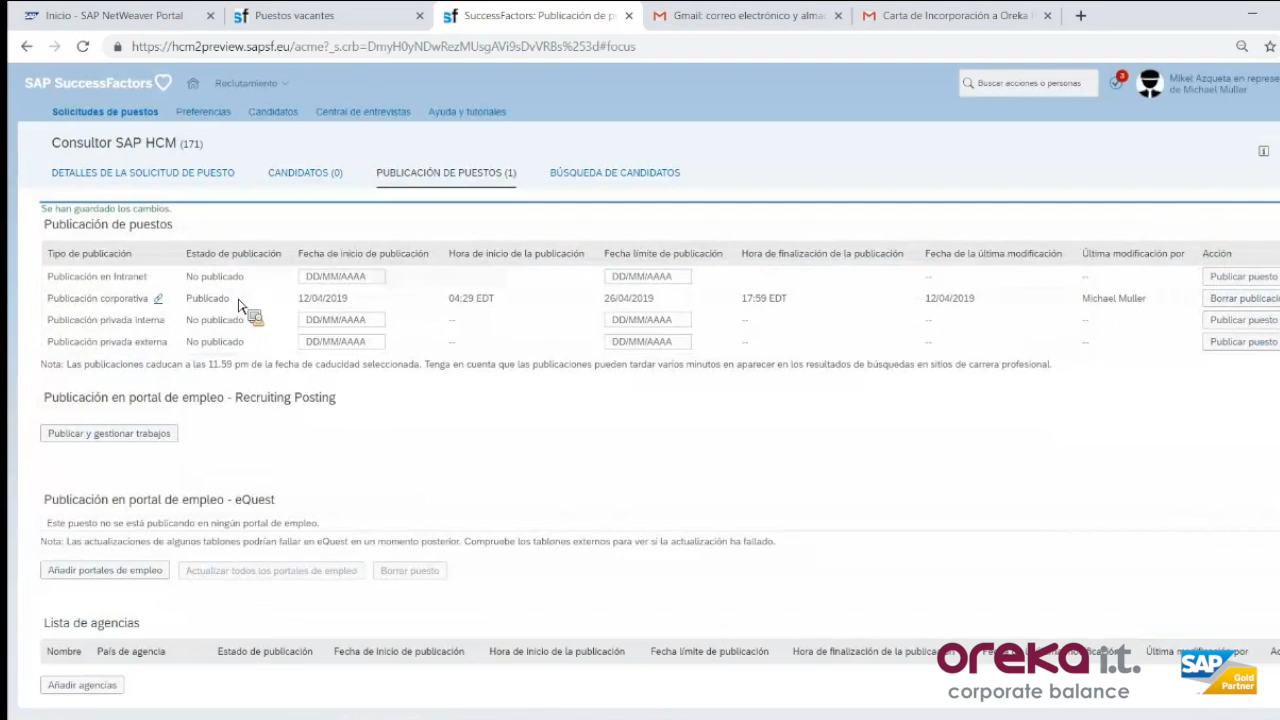 Inicio - SAP NetWeaver Portal
Puestos vacantes
SuccessFactors: Publicación de p
Gmail: correo electrónico y alma
Carta de Incorporación a Oreka
https://hcm2preview.sapsf.eu/acme?_s.crb=DmyH0yNDwRezMUsgAVi9sDvVRBs%253d#focus
SAP SuccessFactors
Reclutamiento
Buscar acciones o personas
3
Mikel Azqueta en represe
de Michael Muller
Solicitudes de puestos Preferencias Candidatos Central de entrevistas Ayuda y tutoriales
Consultor SAP HCM (171)
DETALLES DE LA SOLICITUD DE PUESTO CANDIDATOS (0) PUBLICACIÓN DE PUESTOS (1) BÚSQUEDA DE CANDIDATOS
Se han guardado los cambios.
Publicación de puestos
Tipo de publicación Estado de publicación Fecha de inicio de publicación Hora de inicio de la publicación Fecha límite de publicación Hora de finalización de la publicación Fecha de la última modificación Última modificación por Acción
Publicación en Intranet No publicado DD/MM/AAAA DD/MM/AAAA -- -- Publicar puesto
Publicación corporativa Publicado 12/04/2019 04:29 EDT 26/04/2019 17:59 EDT 12/04/2019 Michael Muller Borrar publicació
Publicación privada interna No publicado DD/MM/AAAA -- DD/MM/AAAA -- -- -- Publicar puesto
Publicación privada externa No publicado DD/MM/AAAA -- DD/MM/AAAA -- -- -- Publicar puesto
Nota: Las publicaciones caducan a las 11.59 pm de la fecha de caducidad seleccionada. Tenga en cuenta que las publicaciones pueden tardar varios minutos en aparecer en los resultados de búsquedas en sitios de carrera profesional.
Publicación en portal de empleo - Recruiting Posting
Publicar y gestionar trabajos
Publicación en portal de empleo - eQuest
Este puesto no se está publicando en ningún portal de empleo.
Nota: Las actualizaciones de algunos tablones podrían fallar en eQuest en un momento posterior. Compruebe los tablones externos para ver si la actualización ha fallado.
Añadir portales de empleo Actualizar todos los portales de empleo Borrar puesto
Lista de agencias
Nombre País de agencia Estado de publicación Fecha de inicio de publicación Hora de inicio de la publicación Fecha límite de publicación Hora de finalización de la publicac Última por
Añadir agencias
oreka i.t.
corporate balance
SAP
Gold
Partner